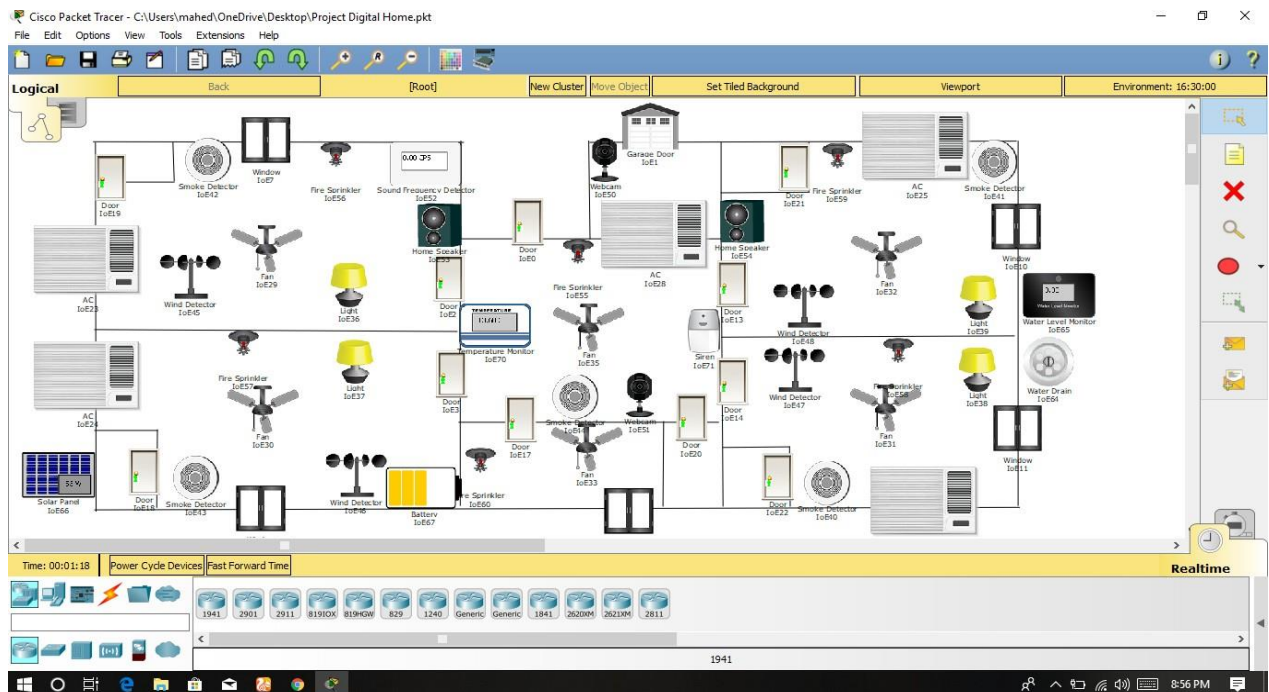 Cisco Packet Tracer - C:\Users\mahed\OneDrive\Desktop\Project Digital Home.pkt
File Edit Options View Tools Extensions Help
Logical Back [Root] New Cluster Move Object Set Tiled Background Viewport Environment: 16:30:00
Garage Door
IoE1
Door
IoE19
Smoke Detector
IoE42
Window
IoE7
Fire Sprinkler
IoE56
Sound Frequency Detector
IoE52
Webcam
IoE50
Door
IoE21
Fire Sprinkler
IoE59
AC
IoE25
Smoke Detector
IoE41
Home Speaker
IoE53
Door
IoE0
Home Speaker
IoE54
Window
IoE10
AC
IoE23
Wind Detector
IoE45
Fan
IoE29
Light
IoE36
Door
IoE2
Fire Sprinkler
IoE55
AC
IoE28
Door
IoE13
Wind Detector
IoE48
Fan
IoE32
Light
IoE39
Water Level Monitor
IoE65
TEMPERATURE
Temperature Monitor
IoE70
Fan
IoE35
Siren
IoE71
AC
IoE24
Fire Sprinkler
IoE57
Fan
IoE30
Light
IoE37
Door
IoE3
Door
IoE17
Webcam
IoE51
Door
IoE20
Door
IoE14
Wind Detector
IoE47
Fan
IoE31
Light
IoE38
Water Drain
IoE64
Window
IoE11
Solar Panel
IoE66
Door
IoE18
Smoke Detector
IoE43
Wind Detector
IoE46
Battery
IoE67
IoE60
Fan
IoE33
Door
IoE22
Smoke Detector
IoE40
Time: 00:01:18 Power Cycle Devices Fast Forward Time Realtime
1941 2901 2911 819IOX 819HGW 829 1240 Generic Generic 1841 2620XM 2621XM 2811
1941
8:56 PM